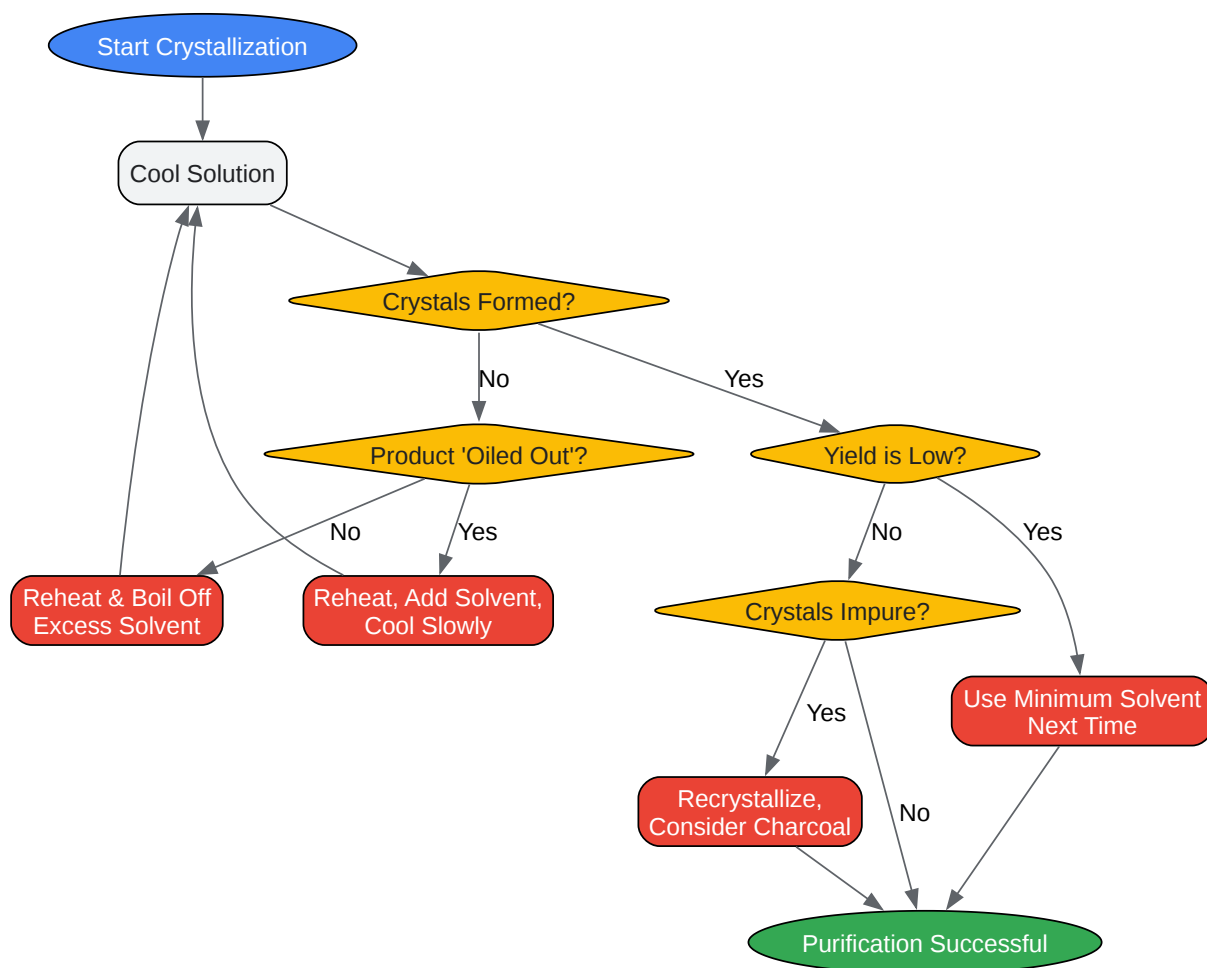 Start Crystallization
Cool Solution
Crystals Formed?
No
Yes
Product 'Oiled Out'?
Yield is Low?
No
Yes
No
Yes
Reheat & Boil Off
Excess Solvent
Reheat, Add Solvent,
Cool Slowly
Crystals Impure?
Use Minimum Solvent
Next Time
Yes
No
Recrystallize,
Consider Charcoal
Purification Successful